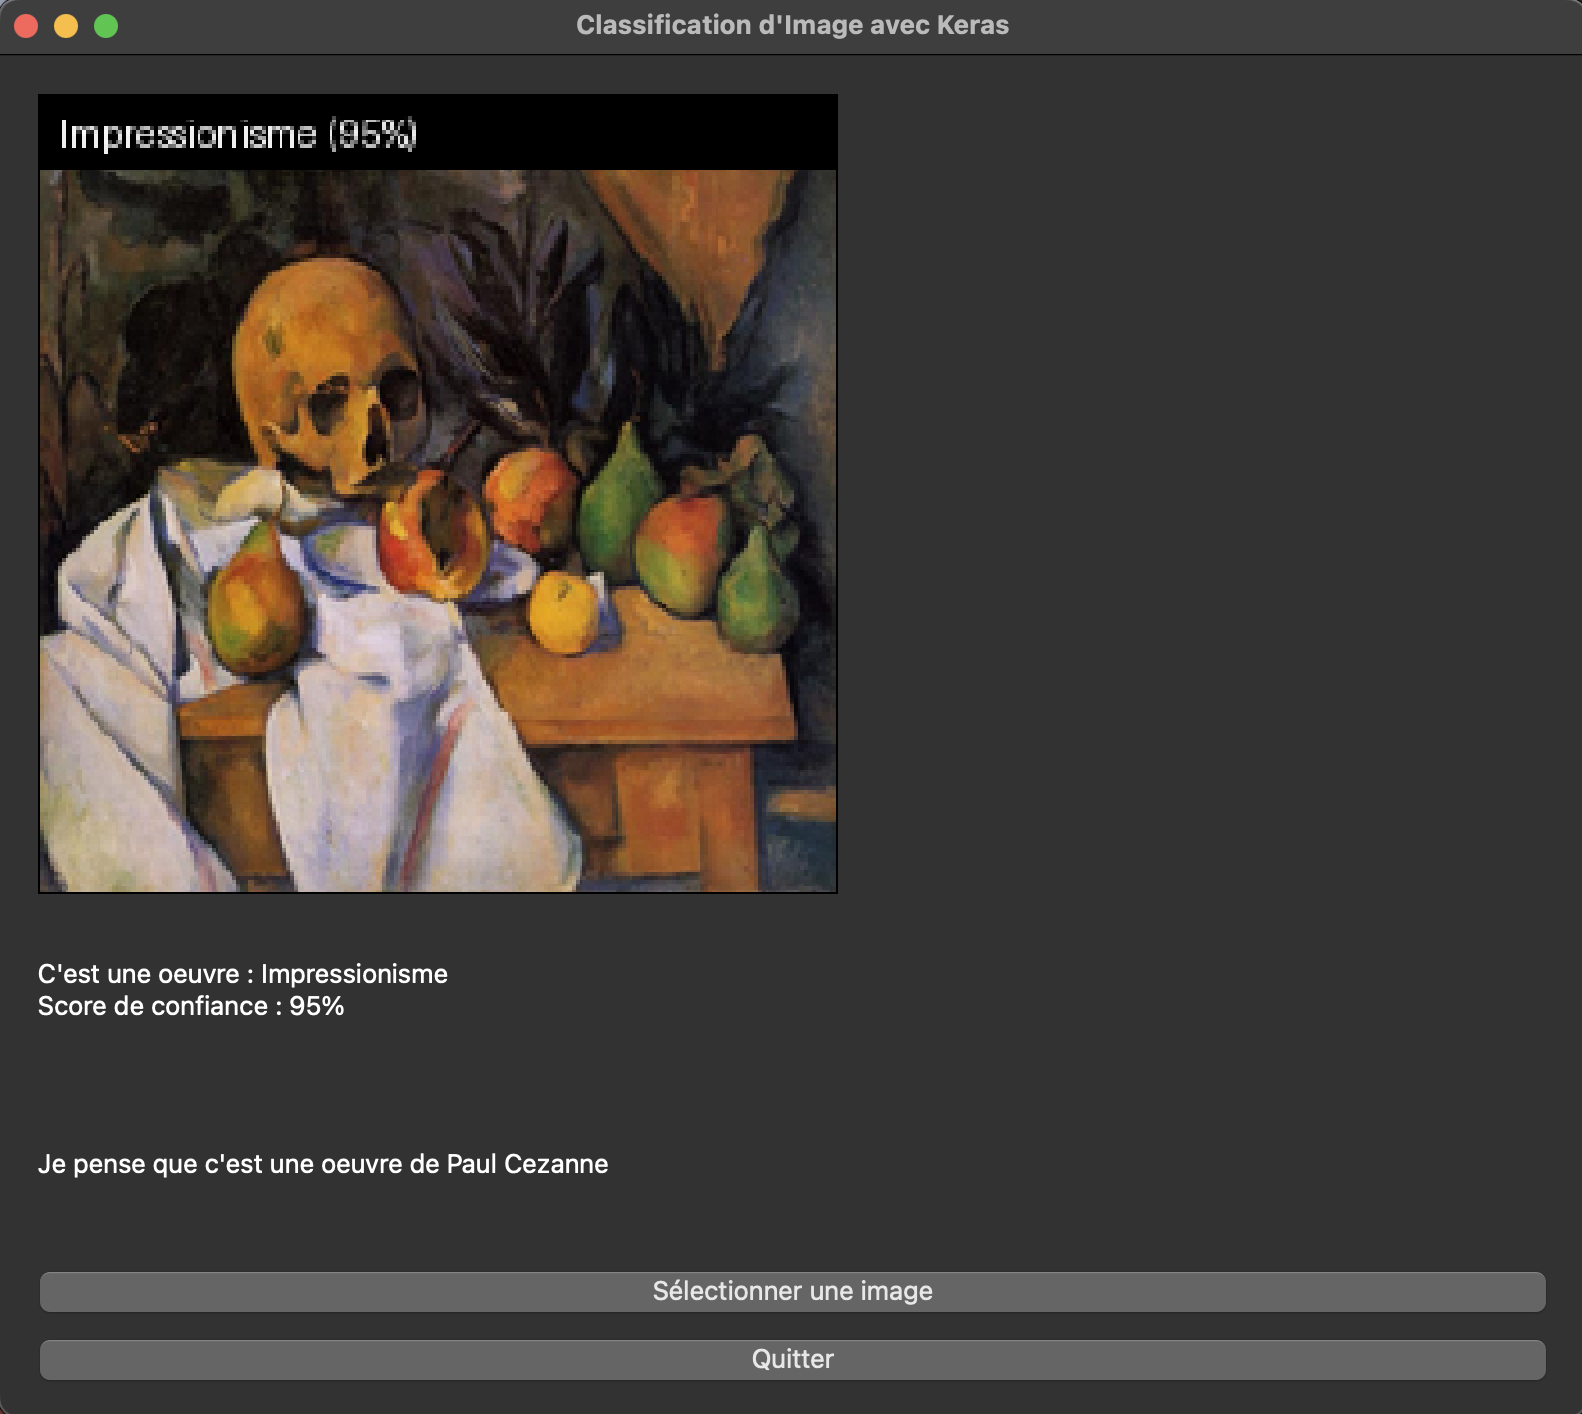 Classification d'Image avec Keras
Impressionisme (95%)
C'est une oeuvre : Impressionisme
Score de confiance : 95%
Je pense que c'est une oeuvre de Paul Cezanne
Sélectionner une image
Quitter